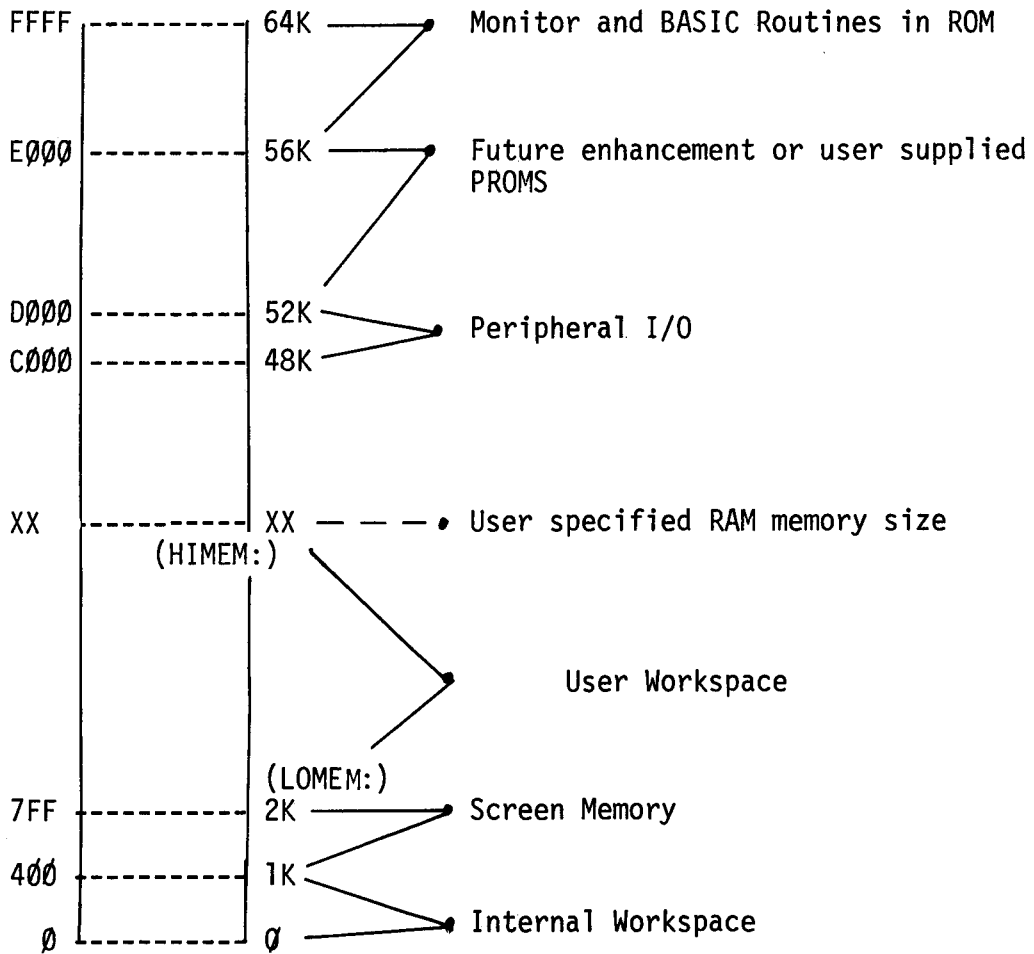 FFFF 64K Monitor and BASIC Routines in ROM
EØØØ 56K Future enhancement or user supplied
PROMS
DØØØ 52K
Peripheral I/O
CØØØ 48K
XX XX User specified RAM memory size
(HIMEM:)
User Workspace
(LOMEM:)
7FF 2K Screen Memory
4ØØ 1K
Internal Workspace
Ø Ø